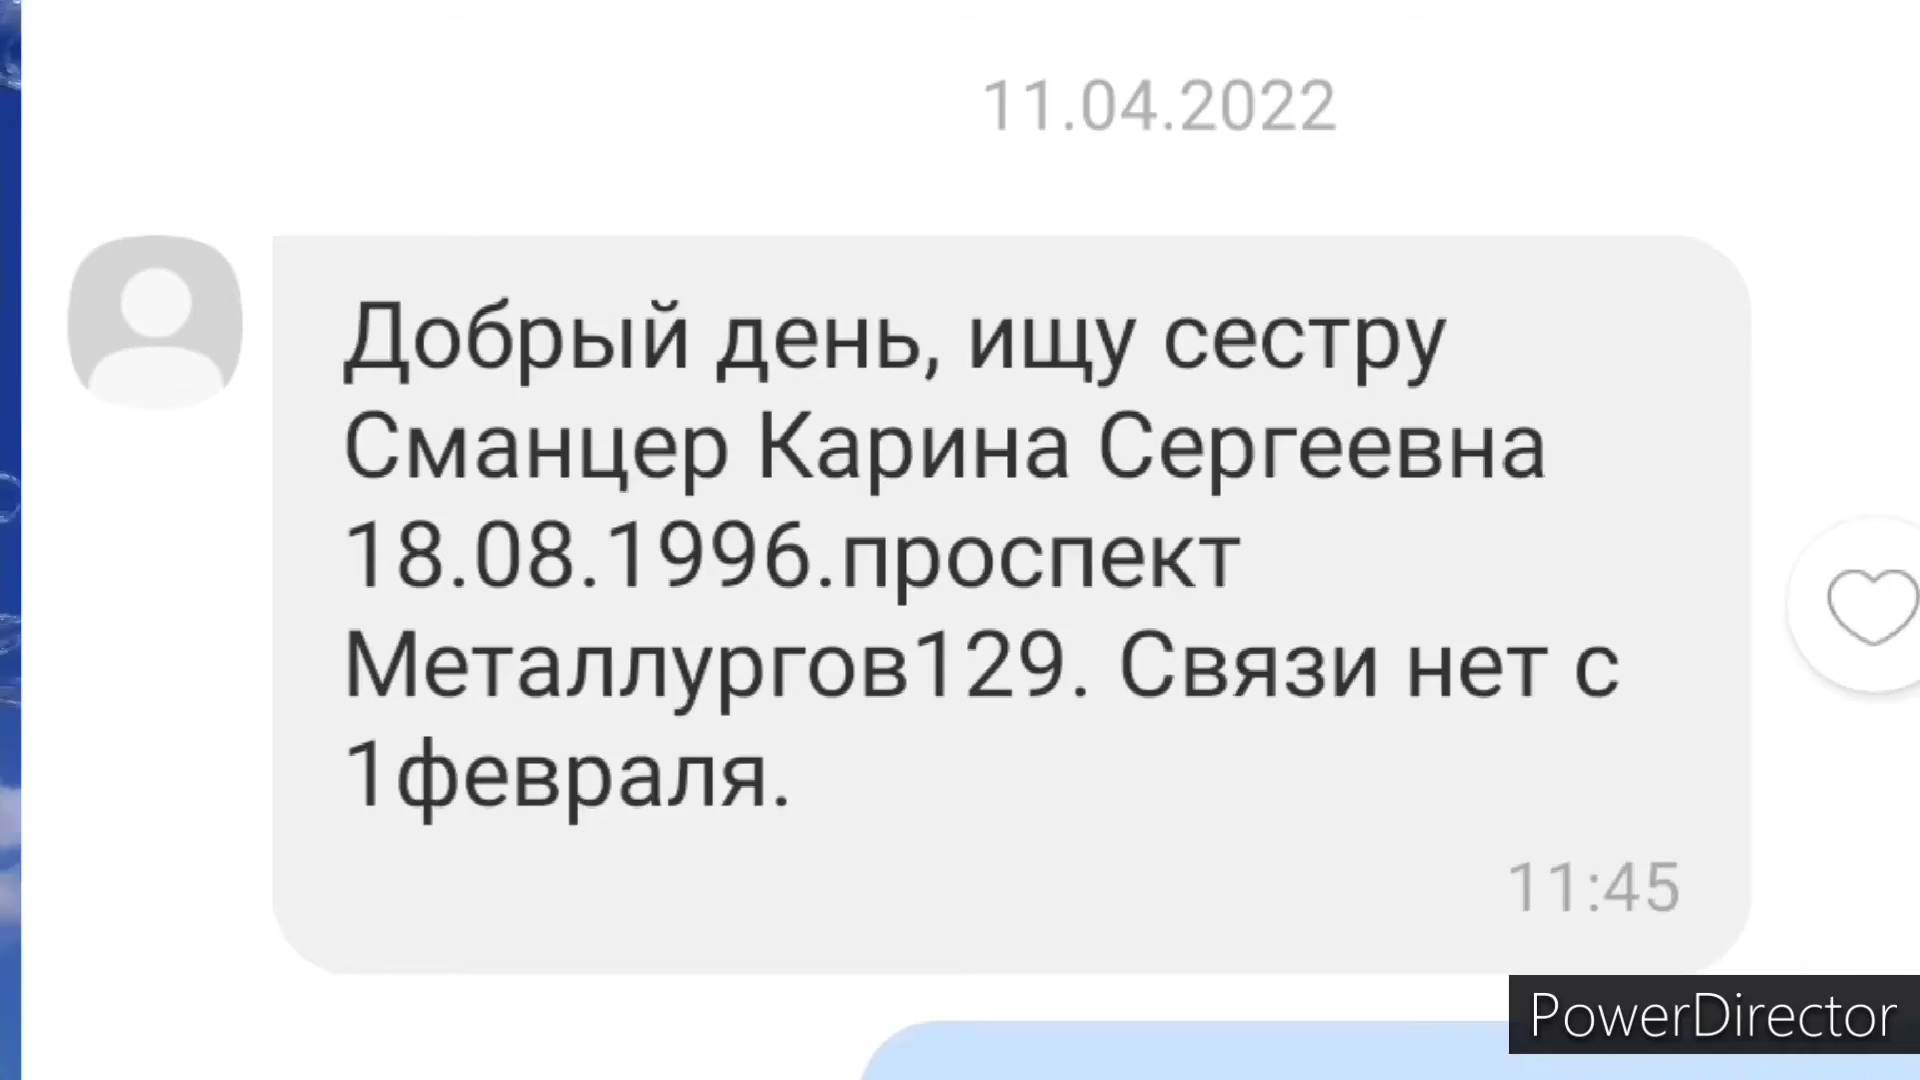 11.04.2022
Добрый день, ищу сестру
Сманцер Карина Сергеевна
18.08.1996.проспект
Металлургов129. Связи нет с
1февраля.
11:45
PowerDirector